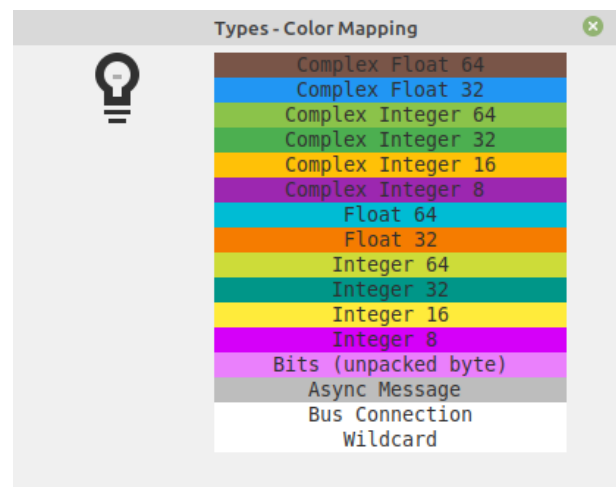 Types - Color Mapping
Complex Float 64
Complex Float 32
Complex Integer 64
Complex Integer 32
Complex Integer 16
Complex Integer 8
Float 64
Float 32
Integer 64
Integer 32
Integer 16
Integer 8
Bits (unpacked byte)
Async Message
Bus Connection
Wildcard